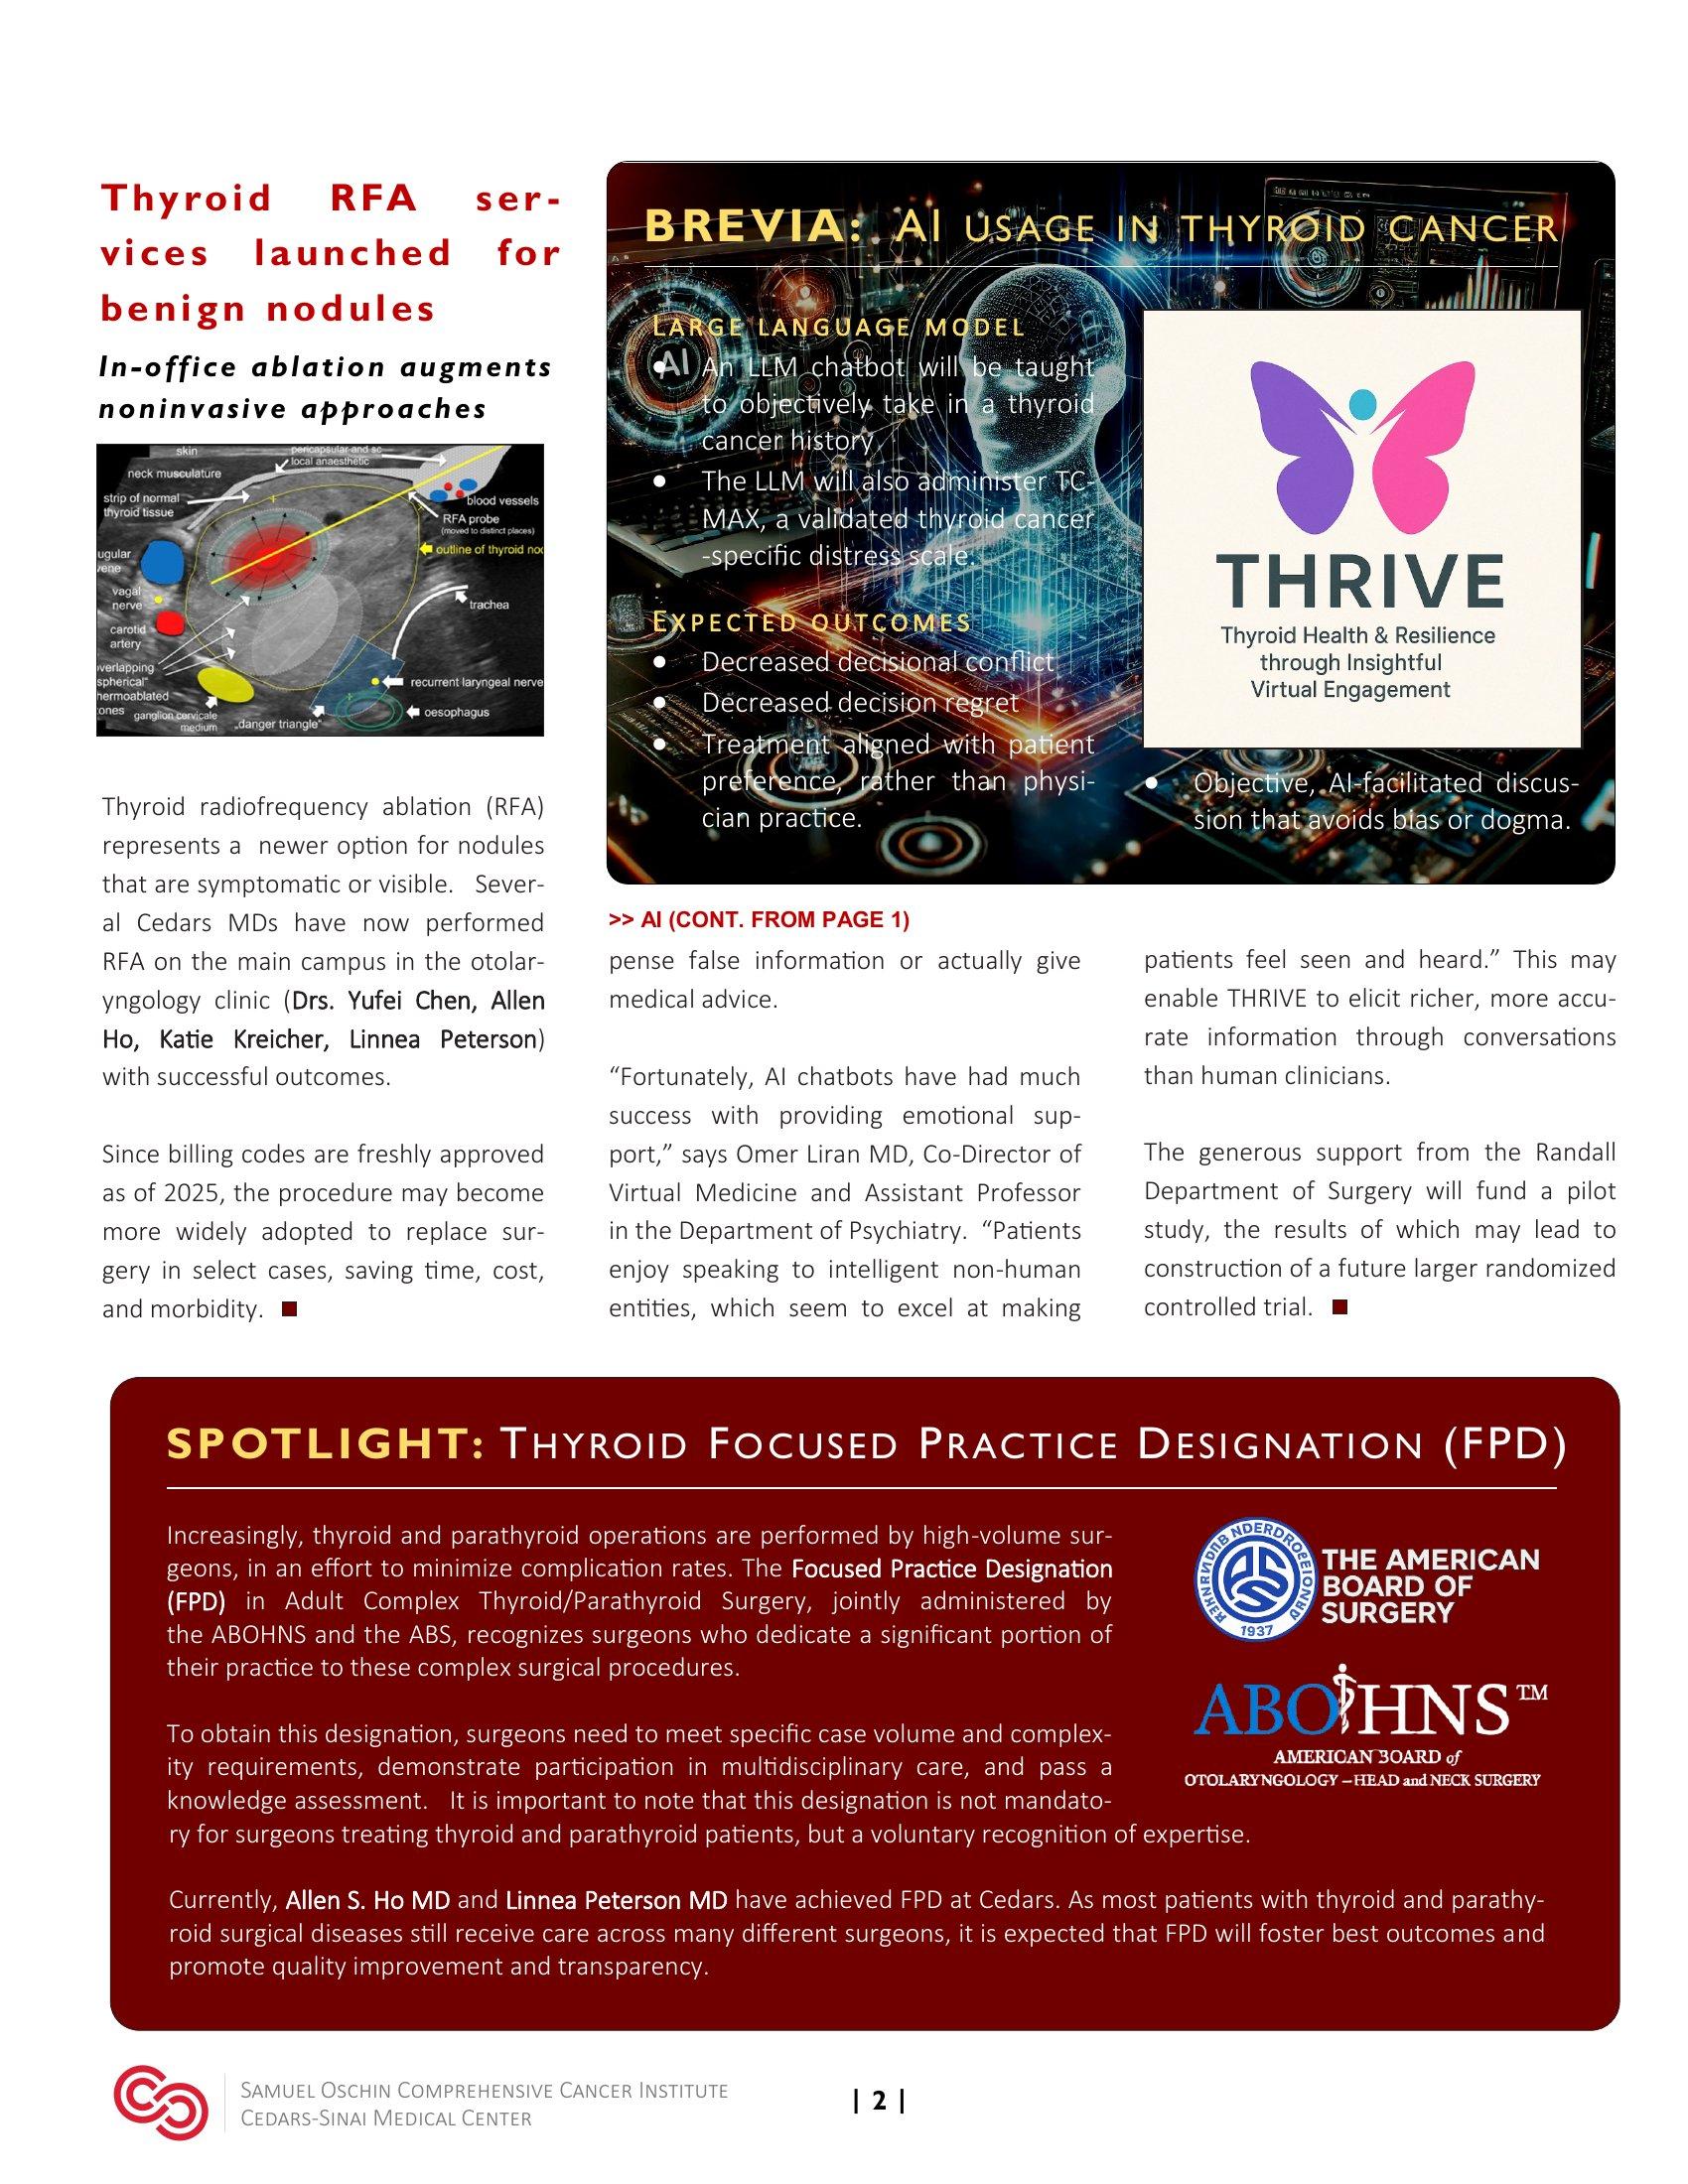 Thyroid RFA ser-
vices launched for
benign nodules
In-office ablation augments
noninvasive approaches
skin
pericapsular and sc
local anaesthetic
neck musculature
strip of normal
thyroid tissue
blood vessels
RFA probe
(moved to distinct places)
outline of thyroid noc
ugular
vene
vagal
nerve
trachea
carotid
artery
verlapping
spherical"
hermoablated
ones
recurrent laryngeal nerve
ganglion cervicale
medium
„danger triangle"
oesophagus
Thyroid radiofrequency ablation (RFA)
represents a newer option for nodules
that are symptomatic or visible. Sever-
al Cedars MDs have now performed
RFA on the main campus in the otolar-
yngology clinic (Drs. Yufei Chen, Allen
Ho, Katie Kreicher, Linnea Peterson)
with successful outcomes.
Since billing codes are freshly approved
as of 2025, the procedure may become
more widely adopted to replace sur-
gery in select cases, saving time, cost,
and morbidity.
BREVIA: AI USAGE IN THYROID CANCER
LARGE LANGUAGE MODEL
AI
• An LLM chatbot will be taught
to objectively take in a thyroid
cancer history.
• The LLM will also administer TC-
MAX, a validated thyroid cancer
-specific distress scale.
EXPECTED OUTCOMES
• Decreased decisional conflict
• Decreased decision regret
• Treatment aligned with patient
preference, rather than physi-
cian practice.
THRIVE
Thyroid Health & Resilience
through Insightful
Virtual Engagement
• Objective, AI-facilitated discus-
sion that avoids bias or dogma.
>> AI (CONT. FROM PAGE 1)
pense false information or actually give
medical advice.
“Fortunately, AI chatbots have had much
success with providing emotional sup-
port,” says Omer Liran MD, Co-Director of
Virtual Medicine and Assistant Professor
in the Department of Psychiatry. “Patients
enjoy speaking to intelligent non-human
entities, which seem to excel at making
patients feel seen and heard.” This may
enable THRIVE to elicit richer, more accu-
rate information through conversations
than human clinicians.
The generous support from the Randall
Department of Surgery will fund a pilot
study, the results of which may lead to
construction of a future larger randomized
controlled trial.
SPOTLIGHT: THYROID FOCUSED PRACTICE DESIGNATION (FPD)
Increasingly, thyroid and parathyroid operations are performed by high-volume sur-
geons, in an effort to minimize complication rates. The Focused Practice Designation
(FPD) in Adult Complex Thyroid/Parathyroid Surgery, jointly administered by
the ABOHNS and the ABS, recognizes surgeons who dedicate a significant portion of
their practice to these complex surgical procedures.
To obtain this designation, surgeons need to meet specific case volume and complex-
ity requirements, demonstrate participation in multidisciplinary care, and pass a
knowledge assessment. It is important to note that this designation is not mandato-
ry for surgeons treating thyroid and parathyroid patients, but a voluntary recognition of expertise.
1937
THE AMERICAN
BOARD OF
SURGERY
ABOHNS™
AMERICAN BOARD of
OTOLARYNGOLOGY – HEAD and NECK SURGERY
Currently, Allen S. Ho MD and Linnea Peterson MD have achieved FPD at Cedars. As most patients with thyroid and parathy-
roid surgical diseases still receive care across many different surgeons, it is expected that FPD will foster best outcomes and
promote quality improvement and transparency.
SAMUEL OSCHIN COMPREHENSIVE CANCER INSTITUTE
CEDARS-SINAI MEDICAL CENTER
| 2 |